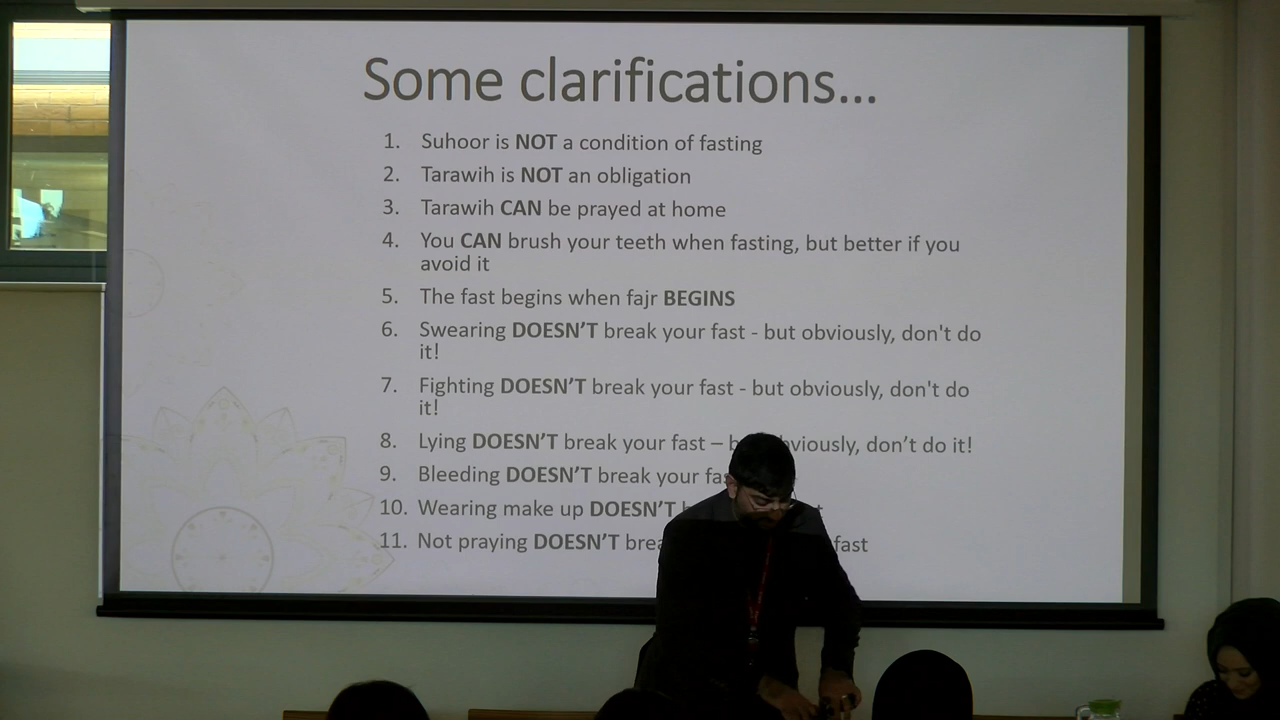 Some clarifications...
1. Suhoor is NOT a condition of fasting
2. Tarawih is NOT an obligation
3. Tarawih CAN be prayed at home
4. You CAN brush your teeth when fasting, but better if you
avoid it
5. The fast begins when fajr BEGINS
6. Swearing DOESN'T break your fast - but obviously, don't do
it!
7. Fighting DOESN'T break your fast - but obviously, don't do
it!
8. Lying DOESN'T break your fast – obviously, don't do it!
9. Bleeding DOESN'T break your
10. Wearing make up DOESN'T
11. Not praying DOESN'T fast